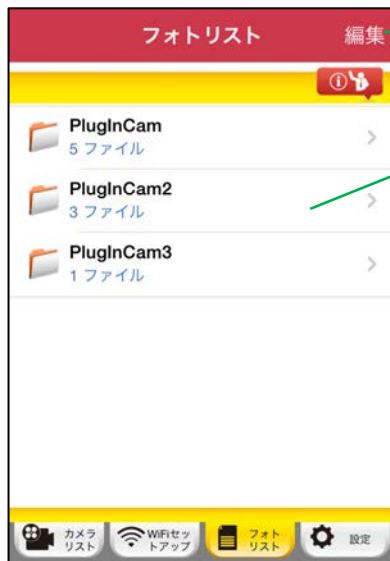 フォトリスト 編集
PlugInCam
5 ファイル
PlugInCam2
3 ファイル
PlugInCam3
1 ファイル
カメラ
リスト
WiFiセッ
トアップ
フォト
リスト
設定